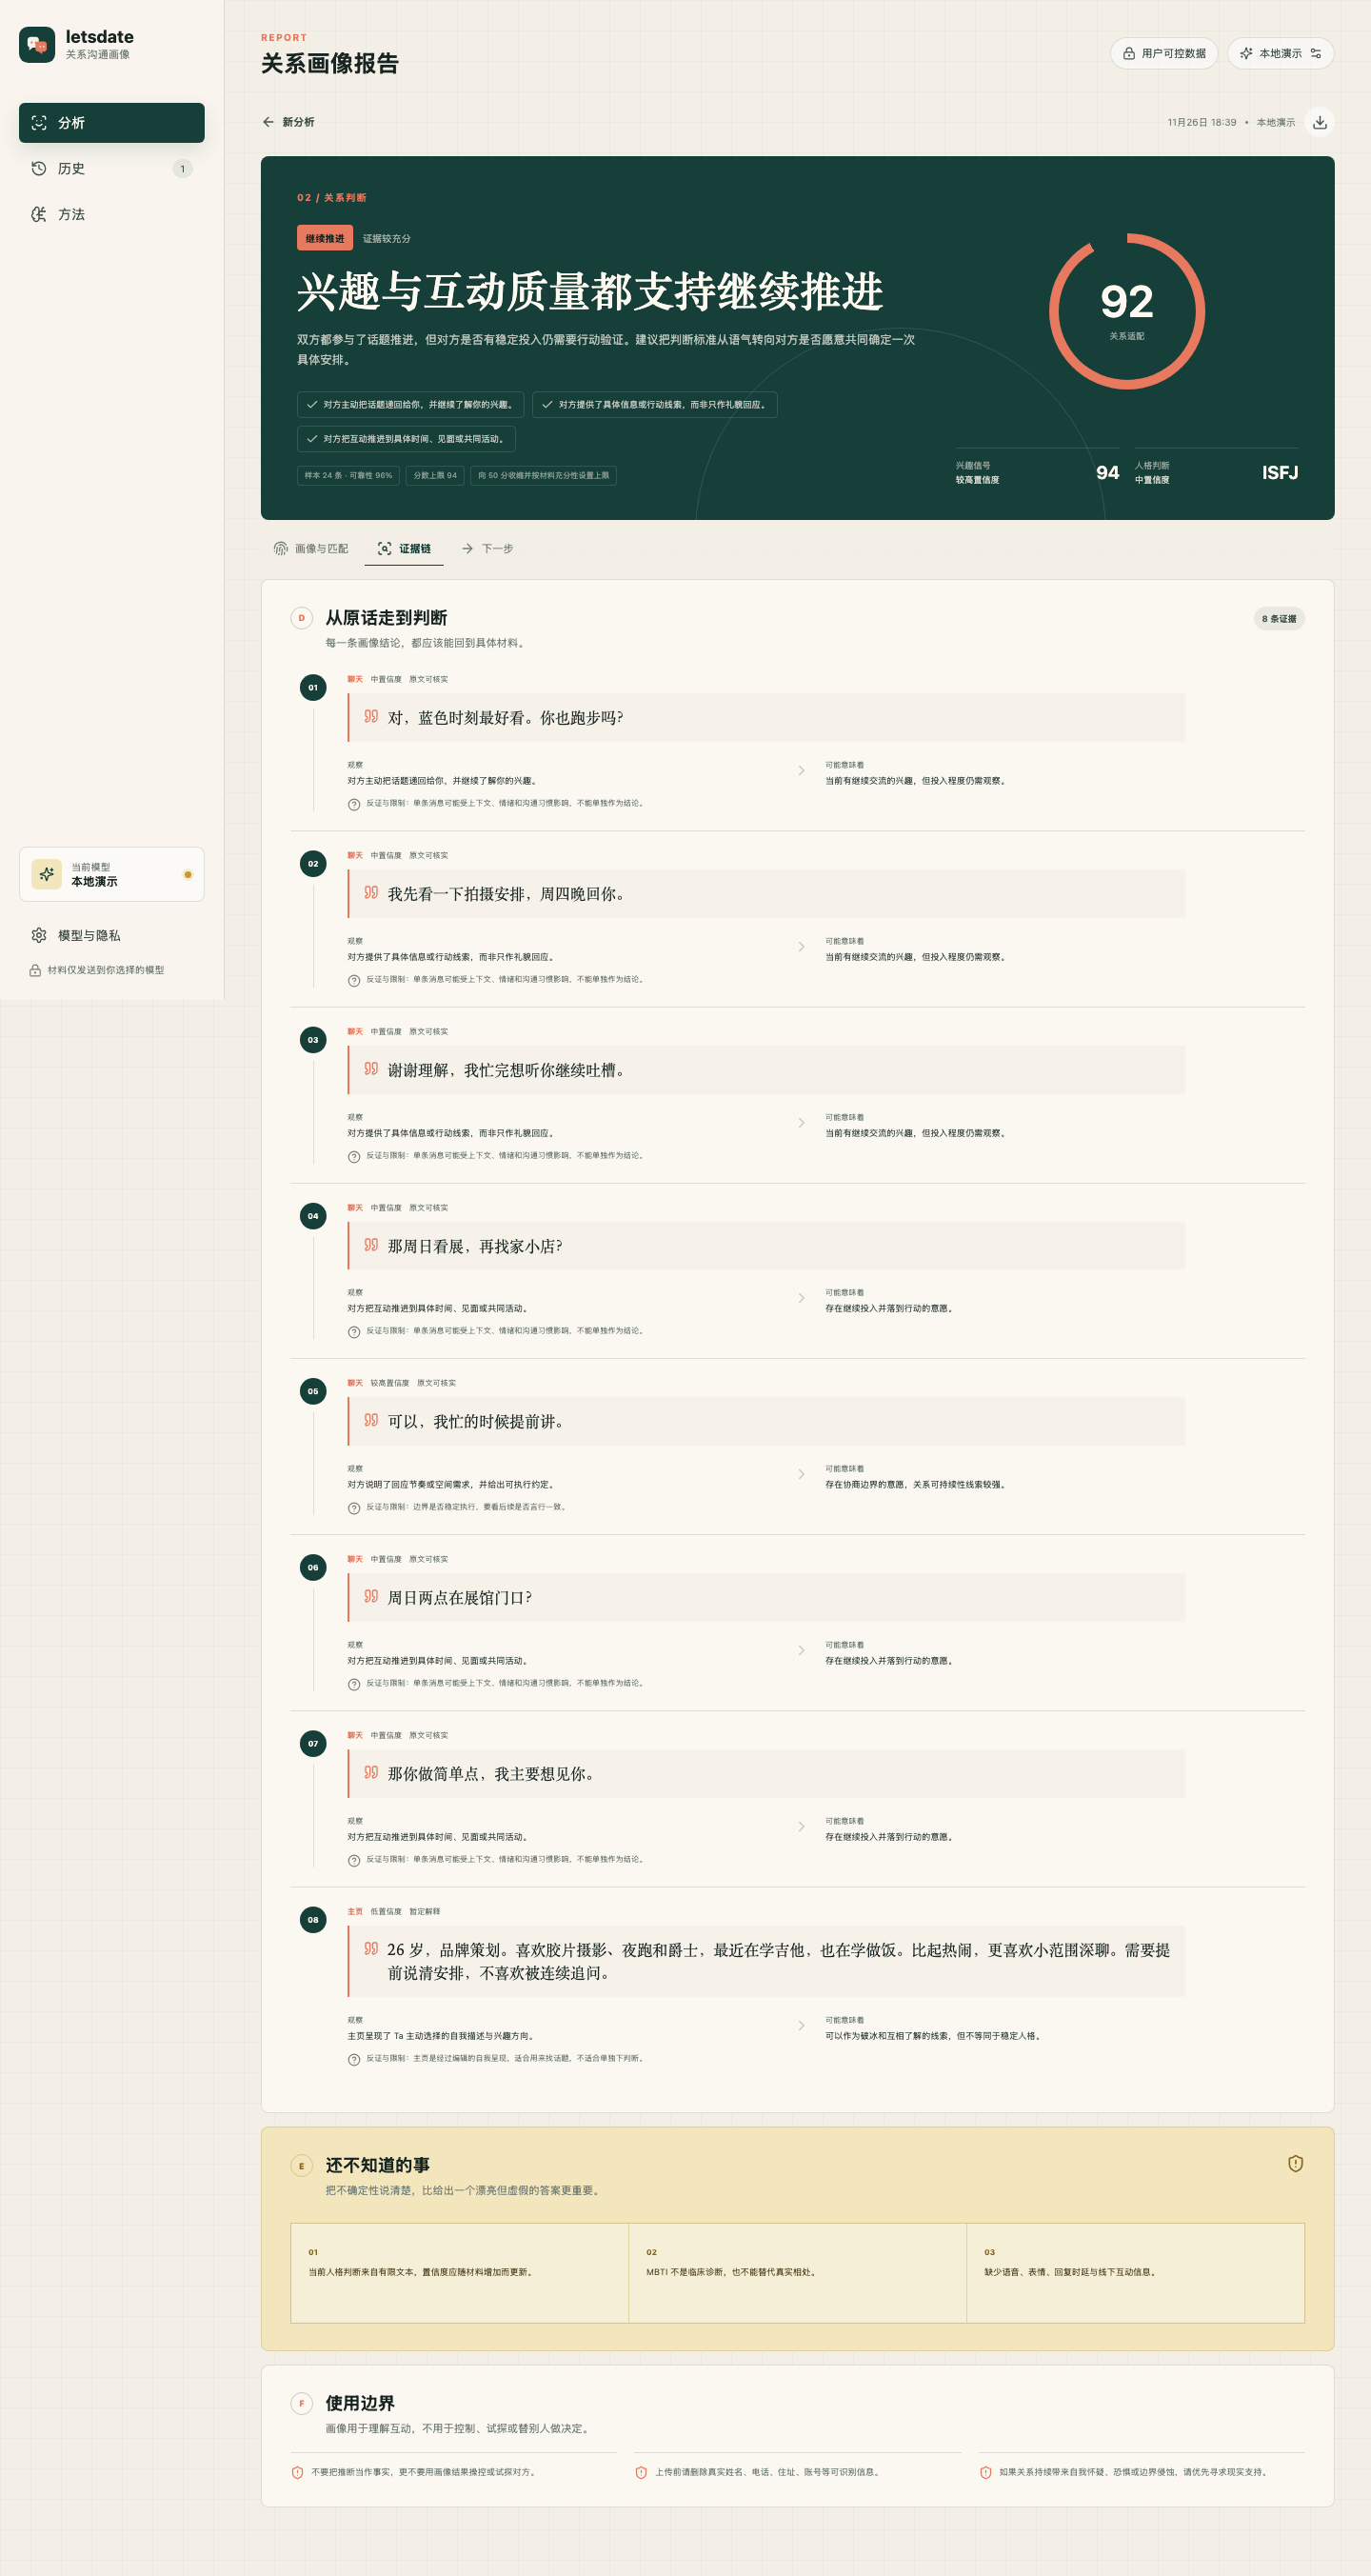 letsdate
关系沟通画像
分析
历史
1
方法
当前模型
本地演示
模型与隐私
材料仅发送到你选择的模型
REPORT
关系画像报告
用户可控数据
本地演示
新分析
11月26日 18:39 • 本地演示
02 / 关系判断
继续推进
证据较充分
兴趣与互动质量都支持继续推进
双方都参与了话题推进，但对方是否有稳定投入仍需要行动验证。建议把判断标准从语气转向对方是否愿意共同确定一次
具体安排。
对方主动把话题递回给你，并继续了解你的兴趣。
对方提供了具体信息或行动线索，而非只作礼貌回应。
对方把互动推进到具体时间、见面或共同活动。
样本 24 条 · 可靠性 96%
分数上限 94
向 50 分收缩并按材料充分性设置上限
92
关系适配
兴趣信号
较高置信度
94
人格判断
中置信度
ISFJ
画像与匹配
证据链
下一步
D
从原话走到判断
每一条画像结论，都应该能回到具体材料。
8 条证据
01
聊天 中置信度 原文可核实
对，蓝色时刻最好看。你也跑步吗？
观察
对方主动把话题递回给你，并继续了解你的兴趣。
可能意味着
当前有继续交流的兴趣，但投入程度仍需观察。
反证与限制：单条消息可能受上下文、情绪和沟通习惯影响，不能单独作为结论。
02
聊天 中置信度 原文可核实
我先看一下拍摄安排，周四晚回你。
观察
对方提供了具体信息或行动线索，而非只作礼貌回应。
可能意味着
当前有继续交流的兴趣，但投入程度仍需观察。
反证与限制：单条消息可能受上下文、情绪和沟通习惯影响，不能单独作为结论。
03
聊天 中置信度 原文可核实
谢谢理解，我忙完想听你继续吐槽。
观察
对方提供了具体信息或行动线索，而非只作礼貌回应。
可能意味着
当前有继续交流的兴趣，但投入程度仍需观察。
反证与限制：单条消息可能受上下文、情绪和沟通习惯影响，不能单独作为结论。
04
聊天 中置信度 原文可核实
那周日看展，再找家小店？
观察
对方把互动推进到具体时间、见面或共同活动。
可能意味着
存在继续投入并落到行动的意愿。
反证与限制：单条消息可能受上下文、情绪和沟通习惯影响，不能单独作为结论。
05
聊天 较高置信度 原文可核实
可以，我忙的时候提前讲。
观察
对方说明了回应节奏或空间需求，并给出可执行约定。
可能意味着
存在协商边界的意愿，关系可持续性线索较强。
反证与限制：边界是否稳定执行，要看后续是否言行一致。
06
聊天 中置信度 原文可核实
周日两点在展馆门口？
观察
对方把互动推进到具体时间、见面或共同活动。
可能意味着
存在继续投入并落到行动的意愿。
反证与限制：单条消息可能受上下文、情绪和沟通习惯影响，不能单独作为结论。
07
聊天 中置信度 原文可核实
那你做简单点，我主要想见你。
观察
对方把互动推进到具体时间、见面或共同活动。
可能意味着
存在继续投入并落到行动的意愿。
反证与限制：单条消息可能受上下文、情绪和沟通习惯影响，不能单独作为结论。
08
主页 低置信度 暂定解释
26 岁，品牌策划。喜欢胶片摄影、夜跑和爵士，最近在学吉他，也在学做饭。比起热闹，更喜欢小范围深聊。需要提
前说清安排，不喜欢被连续追问。
观察
主页呈现了 Ta 主动选择的自我描述与兴趣方向。
可能意味着
可以作为破冰和互相了解的线索，但不等同于稳定人格。
反证与限制：主页是经过编辑的自我呈现，适合用来找话题，不适合单独下判断。
E
还不知道的事
把不确定性说清楚，比给出一个漂亮但虚假的答案更重要。
01
当前人格判断来自有限文本，置信度应随材料增加而更新。
02
MBTI 不是临床诊断，也不能替代真实相处。
03
缺少语音、表情、回复时延与线下互动信息。
F
使用边界
画像用于理解互动，不用于控制、试探或替别人做决定。
不要把推断当作事实，更不要用画像结果操控或试探对方。
上传前请删除真实姓名、电话、住址、账号等可识别信息。
如果关系持续带来自我怀疑、恐惧或边界侵蚀，请优先寻求现实支持。